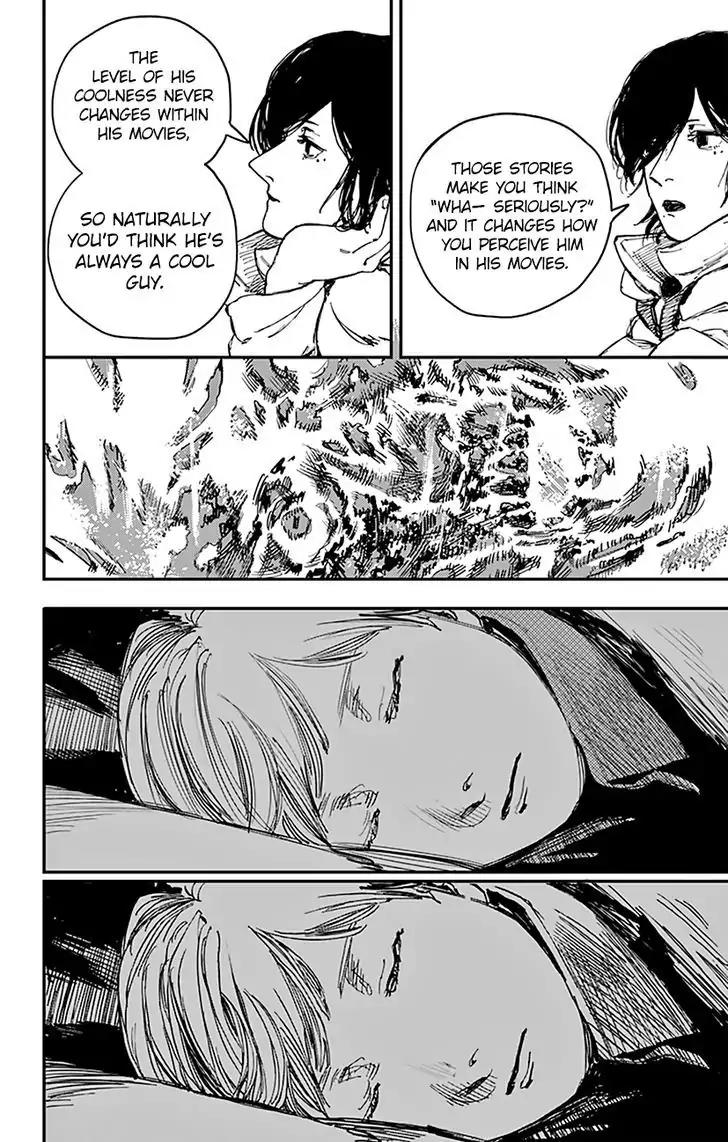 THOSE STORIES
MAKE YOU THINK
"WHA— SERIOUSLY?"
AND IT CHANGES HOW
YOU PERCEIVE HIM
IN HIS MOVIES.
THE
LEVEL OF HIS
COOLNESS NEVER
CHANGES WITHIN
HIS MOVIES,
SO NATURALLY
YOU'D THINK HE'S
ALWAYS A COOL
GUY.